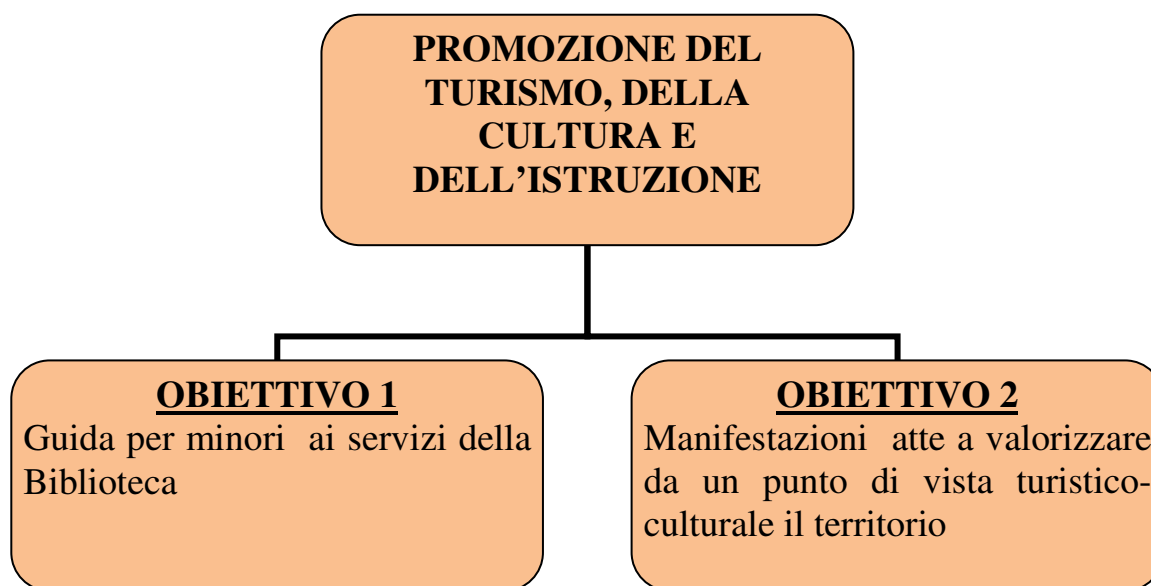 PROMOZIONE DEL
TURISMO, DELLA
CULTURA E
DELL’ISTRUZIONE
OBIETTIVO 1
Guida per minori ai servizi della
Biblioteca
OBIETTIVO 2
Manifestazioni atte a valorizzare
da un punto di vista turistico-
culturale il territorio